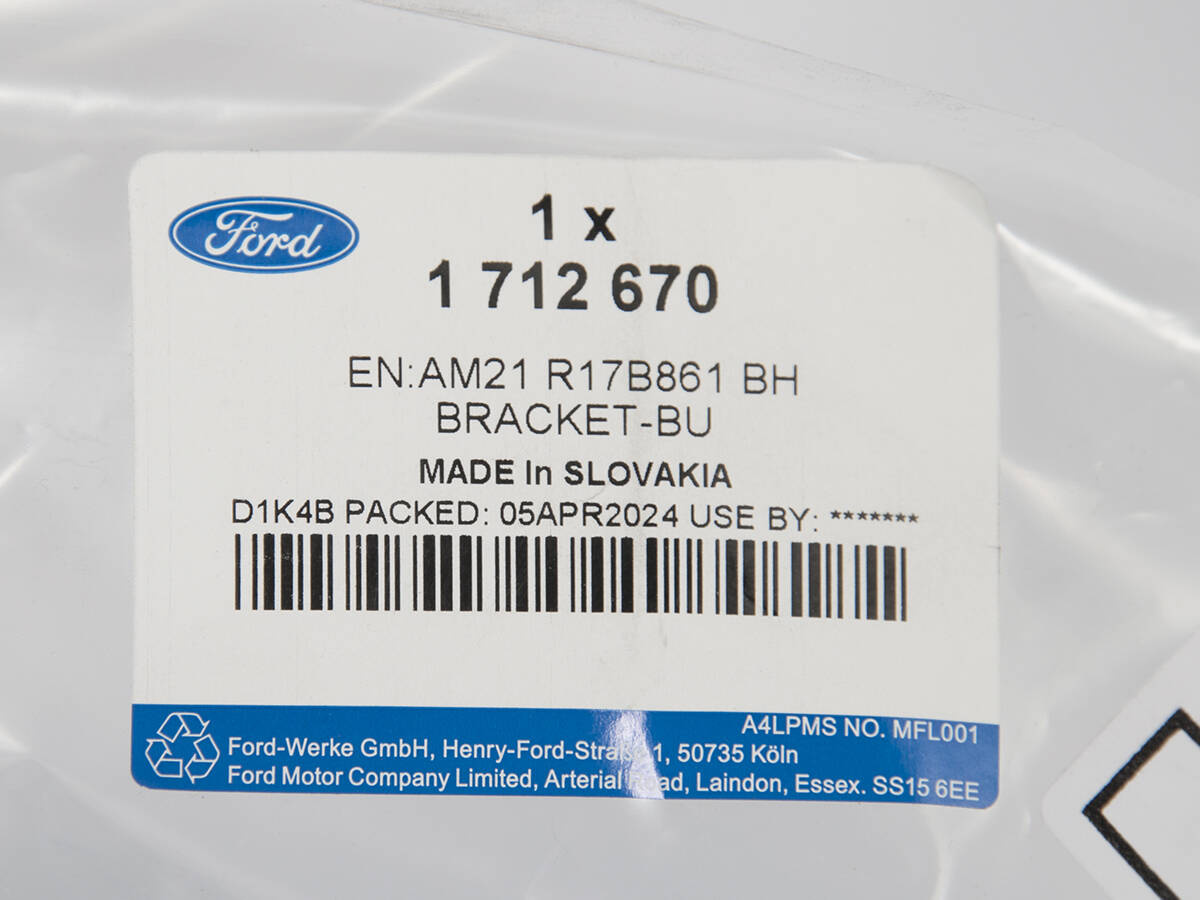 Ford
1 x
1 712 670
EN:AM21 R17B861 BH
BRACKET-BU
MADE In SLOVAKIA
D1K4B PACKED: 05APR2024 USE BY: *******
A4LPMS NO. MFL001
Ford-Werke GmbH, Henry-Ford-Straße 1, 50735 Köln
Ford Motor Company Limited, Arterial Road, Laindon, Essex. SS15 6EE